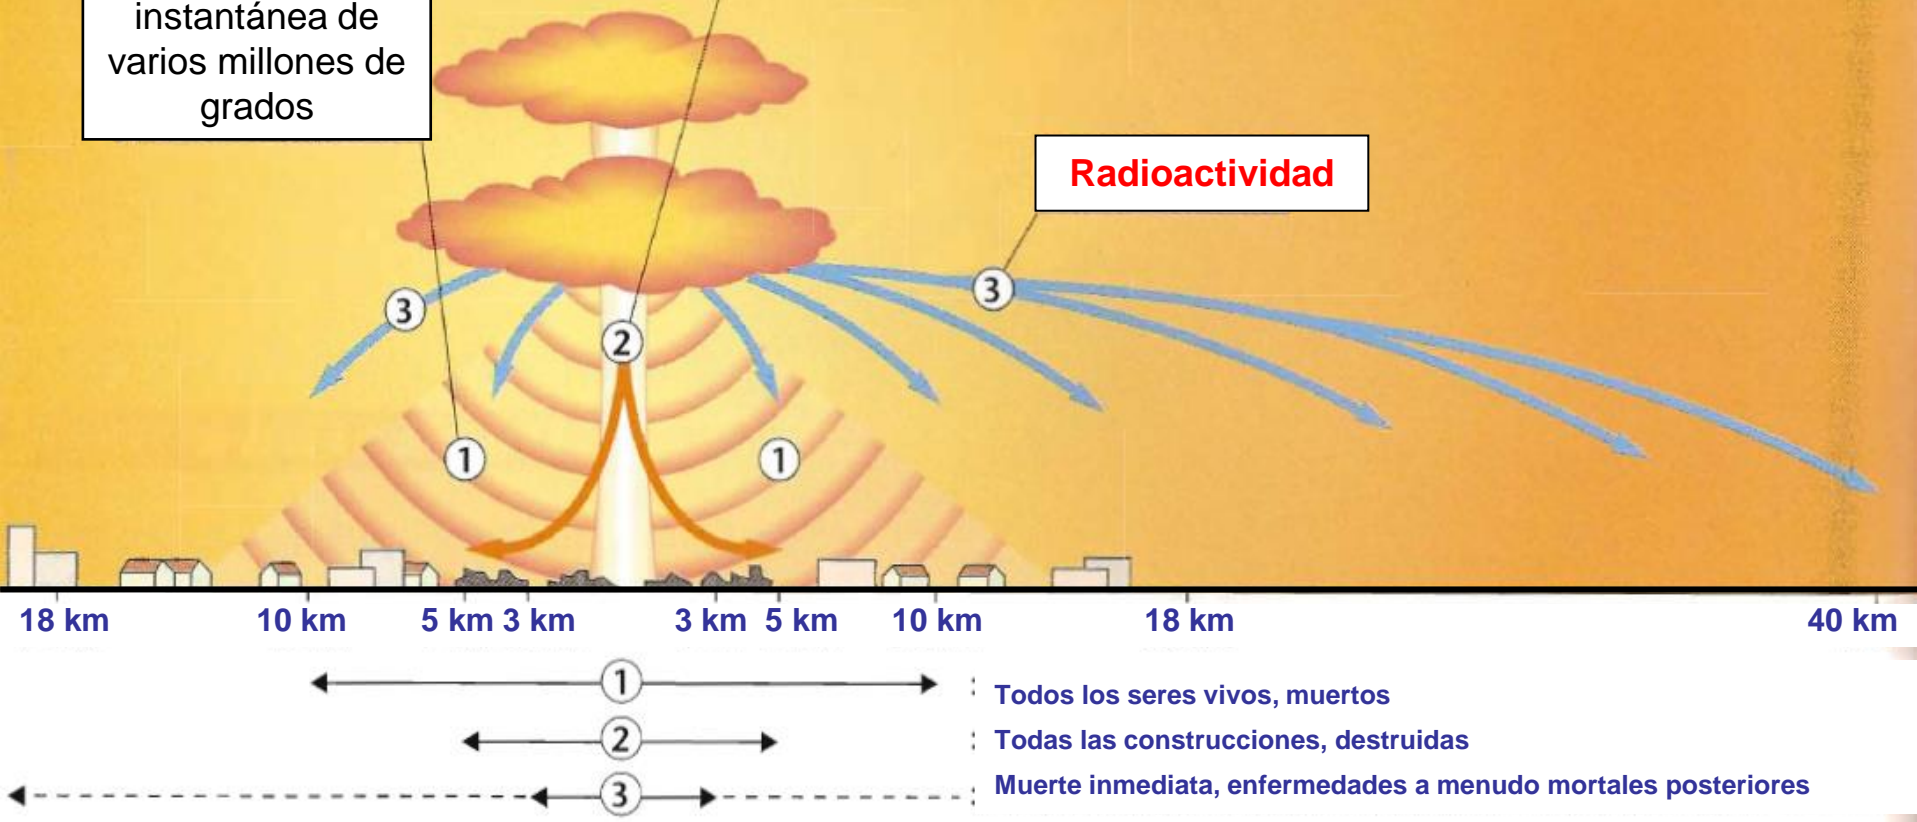 instantánea de
varios millones de
grados
Radioactividad
3
3
2
1
1
18 km 10 km 5 km 3 km 3 km 5 km 10 km 18 km 40 km
1 : Todos los seres vivos, muertos
2 : Todas las construcciones, destruidas
3 : Muerte inmediata, enfermedades a menudo mortales posteriores